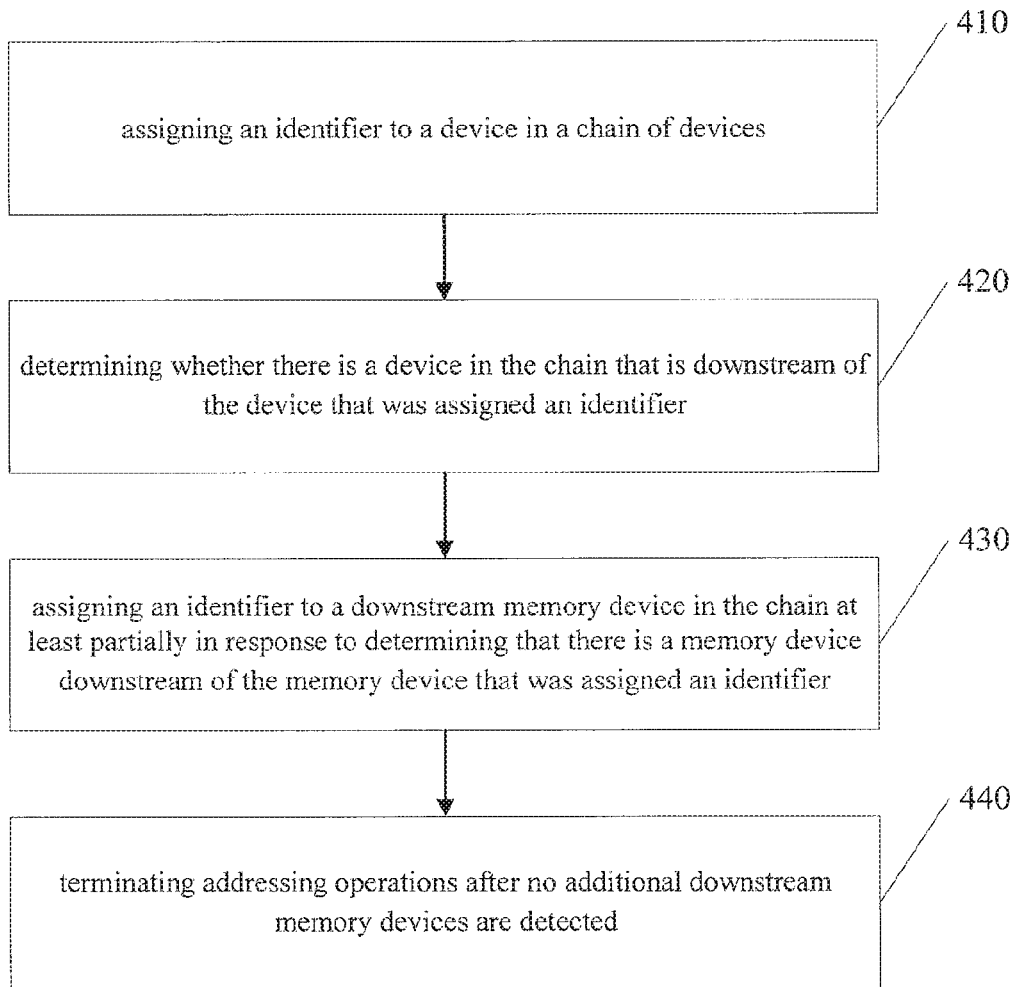 410
assigning an identifier to a device in a chain of devices
420
determining whether there is a device in the chain that is downstream of
the device that was assigned an identifier
430
assigning an identifier to a downstream memory device in the chain at
least partially in response to determining that there is a memory device
downstream of the memory device that was assigned an identifier
440
terminating addressing operations after no additional downstream
memory devices are detected